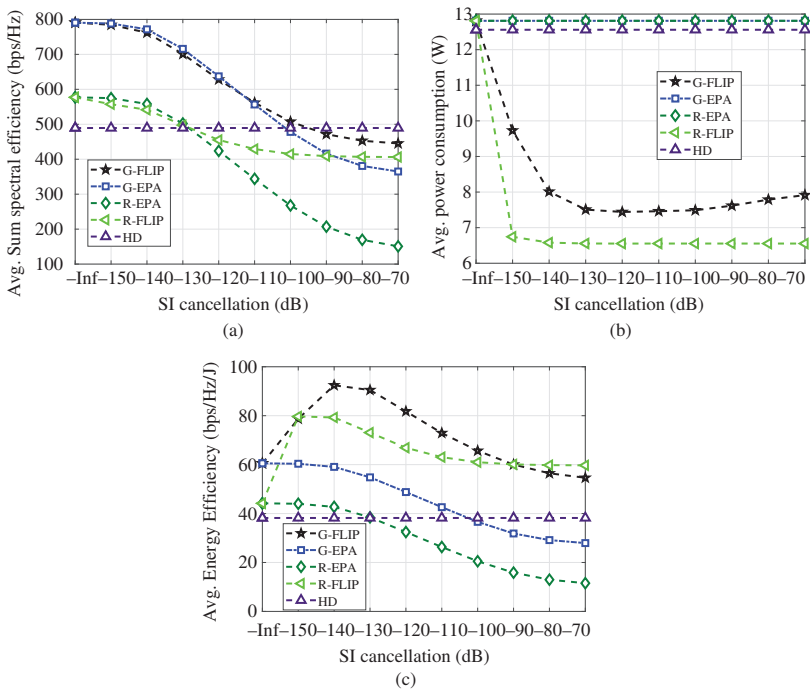 800
700
600
500
400
300
200
100
Avg. Sum spectral efficiency (bps/Hz)
G-FLIP
G-EPA
R-EPA
R-FLIP
HD
–Inf–150–140–130–120–110–100–90–80–70
SI cancellation (dB)
(a)
13
12
11
10
9
8
7
6
Avg. power consumption (W)
G-FLIP
G-EPA
R-EPA
R-FLIP
HD
–Inf–150–140–130–120–110–100–90–80–70
SI cancellation (dB)
(b)
100
80
60
40
20
0
Avg. Energy Efficiency (bps/Hz/J)
G-FLIP
G-EPA
R-EPA
R-FLIP
HD
–Inf–150–140–130–120–110–100–90–80–70
SI cancellation (dB)
(c)